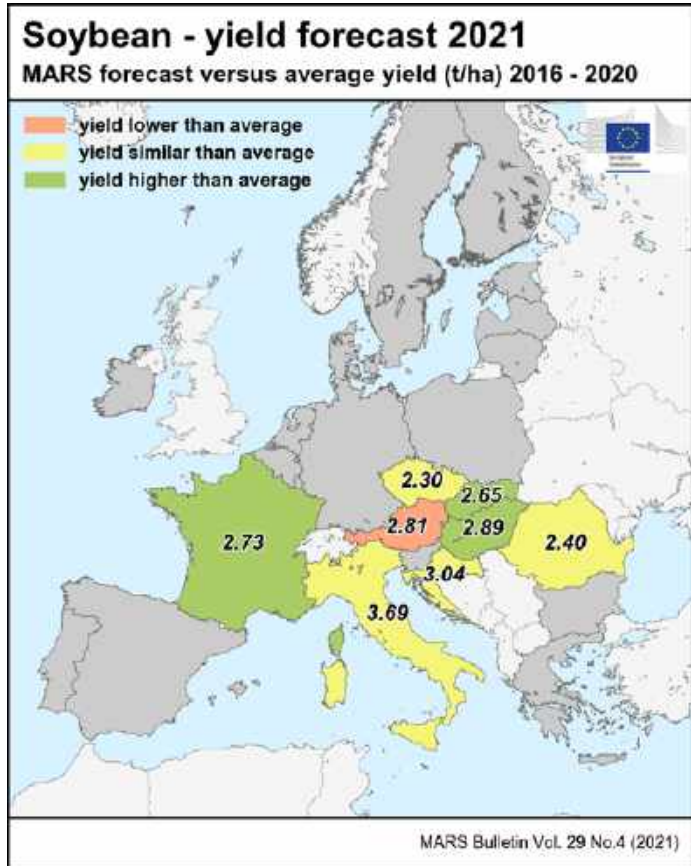 Soybean - yield forecast 2021
MARS forecast versus average yield (t/ha) 2016 - 2020
yield lower than average
yield similar than average
yield higher than average
2.30
2.65
2.81
2.89
2.73
2.40
3.04
3.69
MARS Bulletin Vol. 29 No.4 (2021)